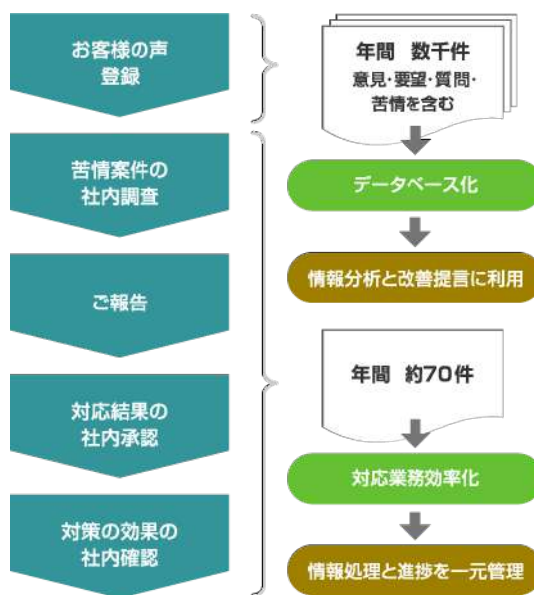 お客様の声
登録
苦情案件の
社内調査
ご報告
対応結果の
社内承認
対策の効果の
社内確認
年間 数千件
意見・要望・質問・
苦情を含む
データベース化
情報分析と改善提言に利用
年間 約70件
対応業務効率化
情報処理と進捗を一元管理